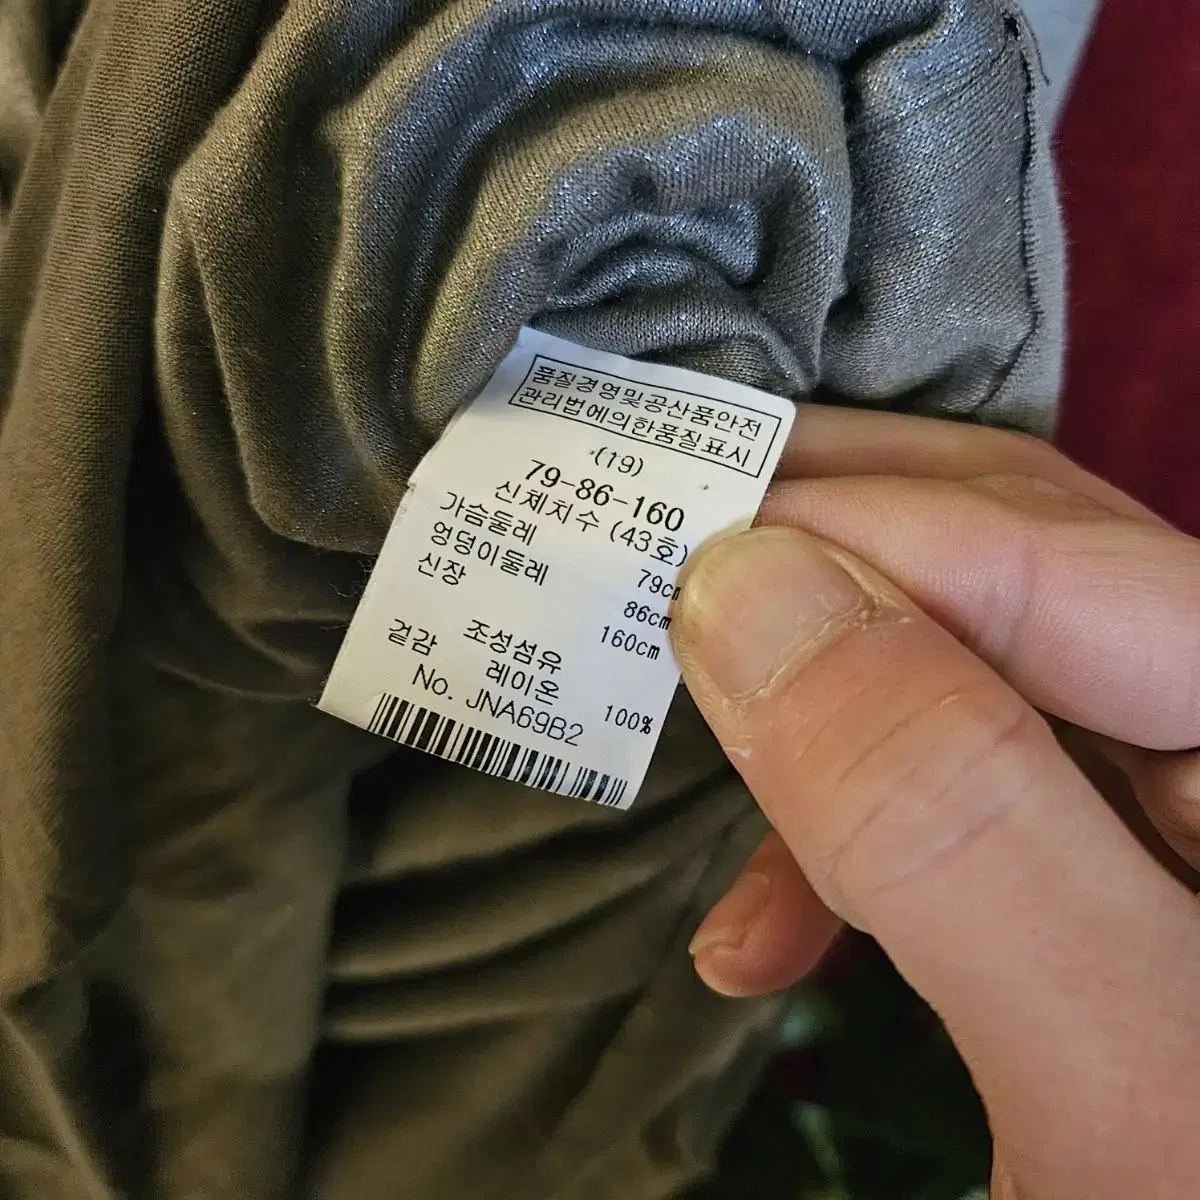 품질경영및공산품안전
관리법에의한품질표시
(19)
79-86-160
신체치수 (43호)
가슴둘레 79cm
엉덩이둘레 86cm
신장 160cm
조성섬유
겉감 레이온 100%
No. JNA69B2